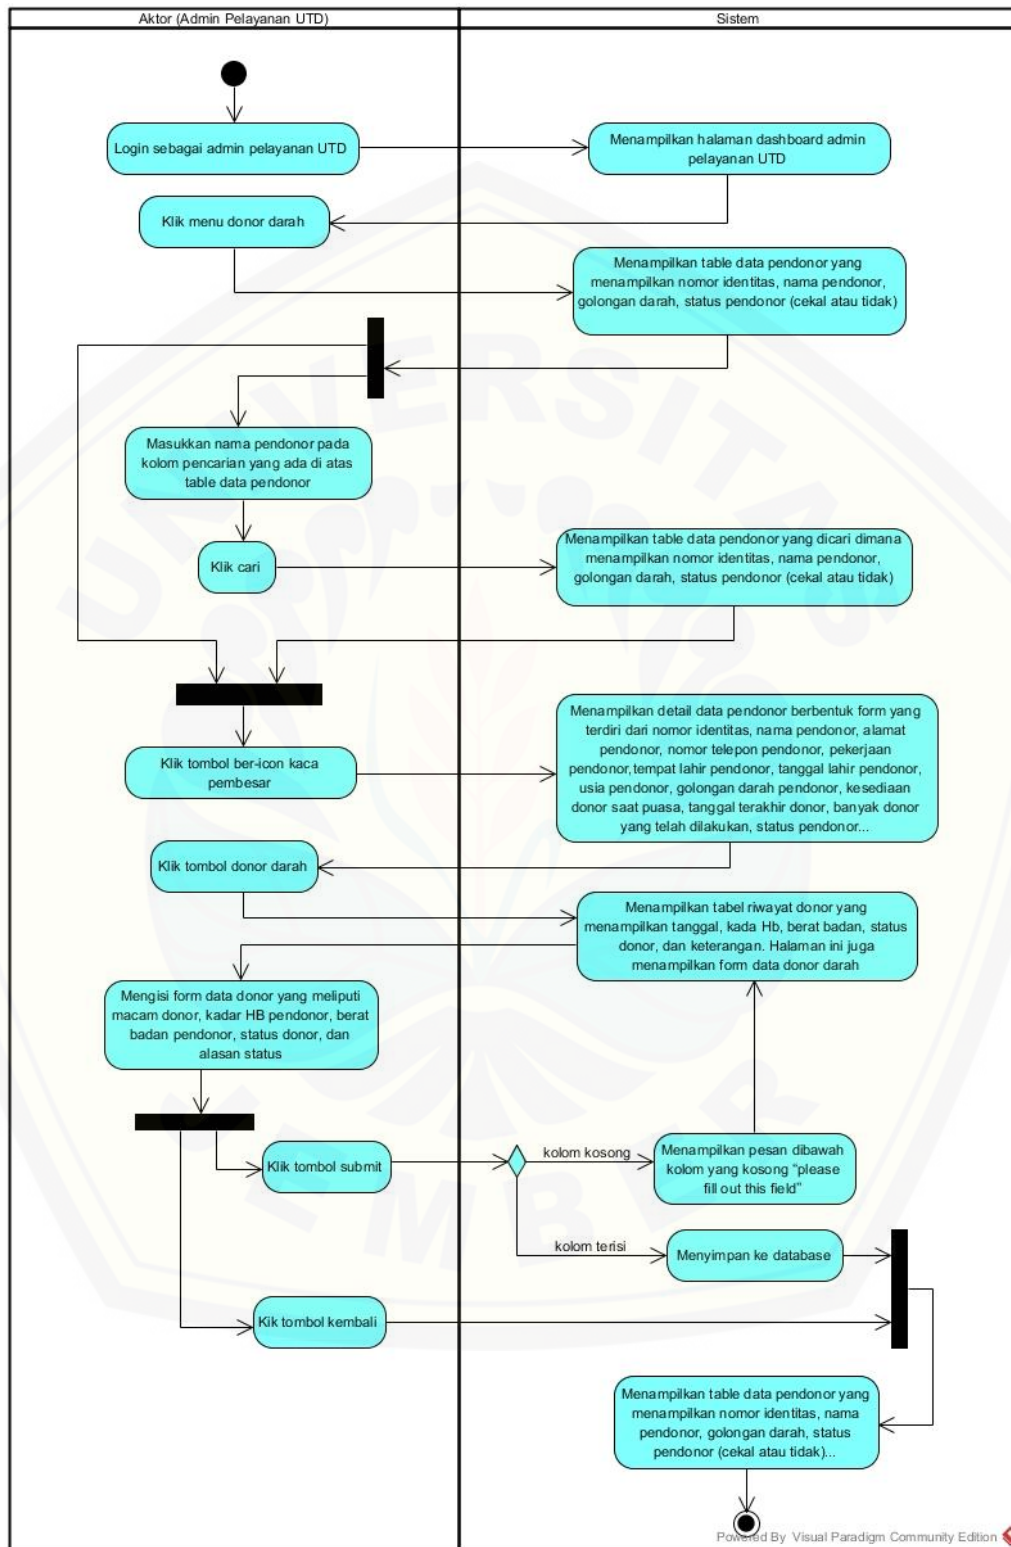 Aktor (Admin Pelayanan UTD)
Sistem
Login sebagai admin pelayanan UTD
Menampilkan halaman dashboard admin
pelayanan UTD
Klik menu donor darah
Menampilkan table data pendonor yang
menampilkan nomor identitas, nama pendonor,
golongan darah, status pendonor (cekal atau tidak)
Masukkan nama pendonor pada
kolom pencarian yang ada di atas
table data pendonor
Klik cari
Menampilkan table data pendonor yang dicari dimana
menampilkan nomor identitas, nama pendonor,
golongan darah, status pendonor (cekal atau tidak)
Klik tombol ber-icon kaca
pembesar
Menampilkan detail data pendonor berbentuk form yang
terdiri dari nomor identitas, nama pendonor, alamat
pendonor, nomor telepon pendonor, pekerjaan
pendonor,tempat lahir pendonor, tanggal lahir pendonor,
usia pendonor, golongan darah pendonor, kesediaan
donor saat puasa, tanggal terakhir donor, banyak donor
yang telah dilakukan, status pendonor...
Klik tombol donor darah
Menampilkan tabel riwayat donor yang
menampilkan tanggal, kada Hb, berat badan, status
donor, dan keterangan. Halaman ini juga
menampilkan form data donor darah
Mengisi form data donor yang meliputi
macam donor, kadar HB pendonor, berat
badan pendonor, status donor, dan
alasan status
Klik tombol submit
kolom kosong
Menampilkan pesan dibawah
kolom yang kosong "please
fill out this field"
kolom terisi
Menyimpan ke database
Kik tombol kembali
Menampilkan table data pendonor yang
menampilkan nomor identitas, nama
pendonor, golongan darah, status
pendonor (cekal atau tidak)...
Powered By Visual Paradigm Community Edition
UNIVERSITAS
JEMBER